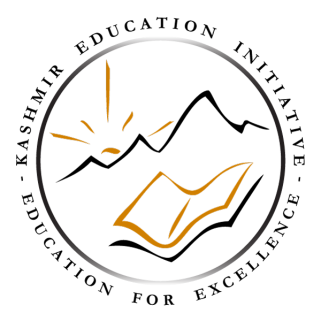 KASHMIR EDUCATION INITIATIVE
- EDUCATION FOR EXCELLENCE -